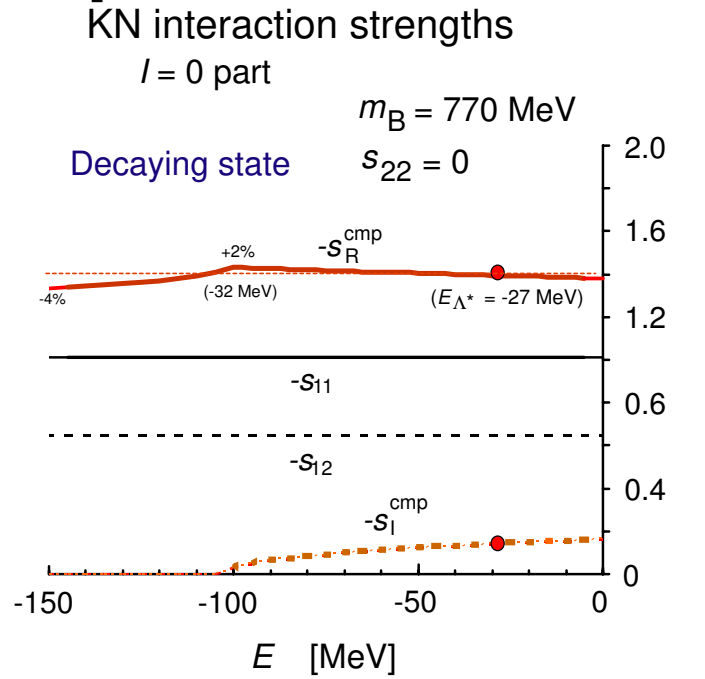 K̄N interaction strengths
I = 0 part
m_B = 770 MeV
Decaying state
s_22 = 0
2.0
1.6
1.2
0.6
0.4
0
+2%
-s_R^cmp
-4%
(-32 MeV)
(E_Λ* = -27 MeV)
-s_11
-s_12
-s_I^cmp
-150
-100
-50
0
E [MeV]